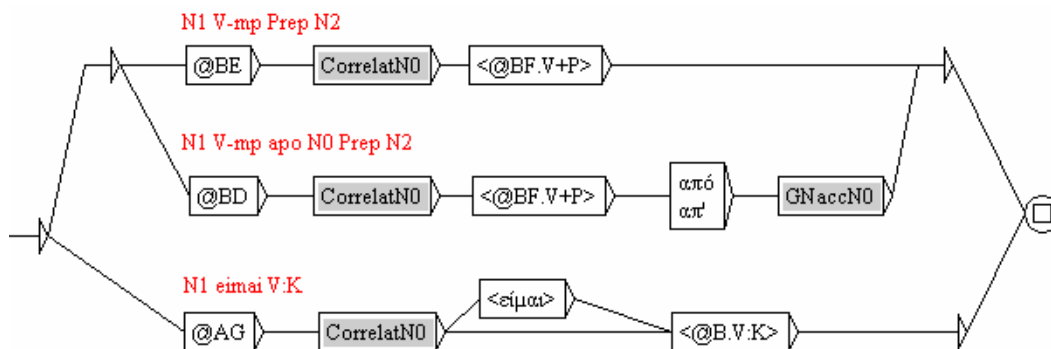 N1 V-mp Prep N2
@BE CorrelatN0 <@BF.V+P>
N1 V-mp apo N0 Prep N2
@BD CorrelatN0 <@BF.V+P> από
απ' GNaccN0
N1 eimai V:K
<είμαι>
@AG CorrelatN0 <@B.V:K>